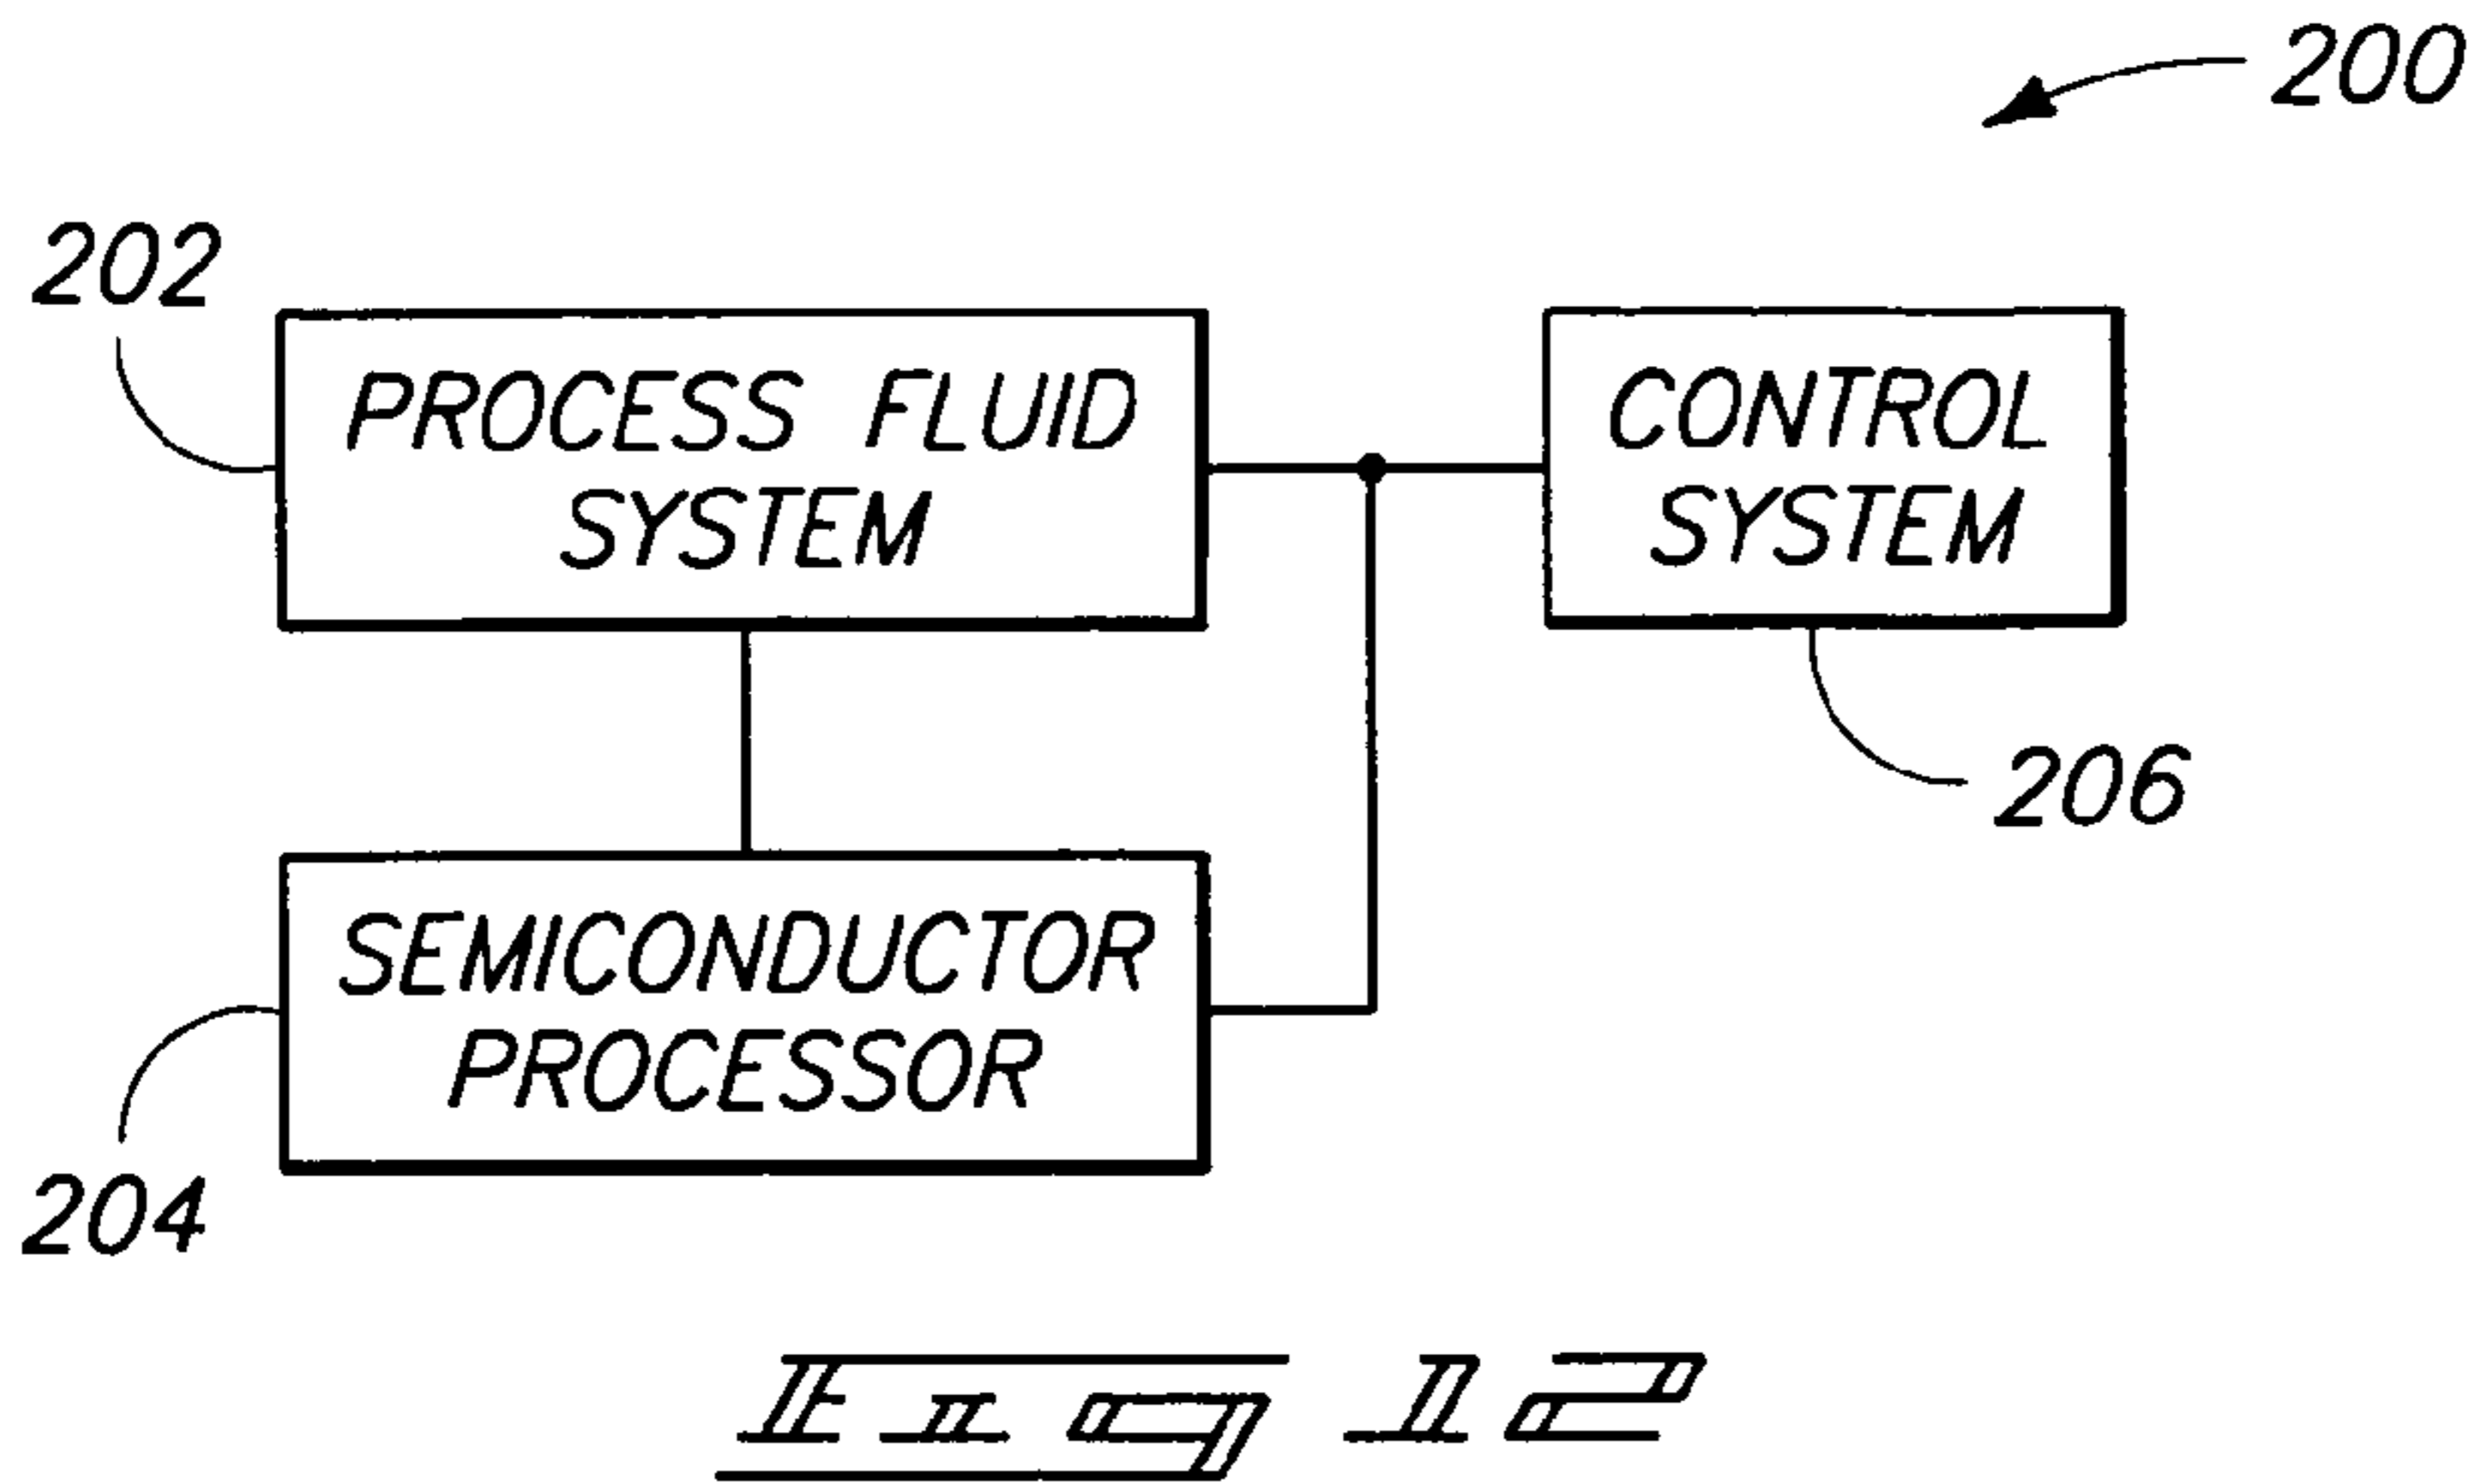 200
202
PROCESS FLUID
SYSTEM
CONTROL
SYSTEM
206
SEMICONDUCTOR
PROCESSOR
204
Fig 12